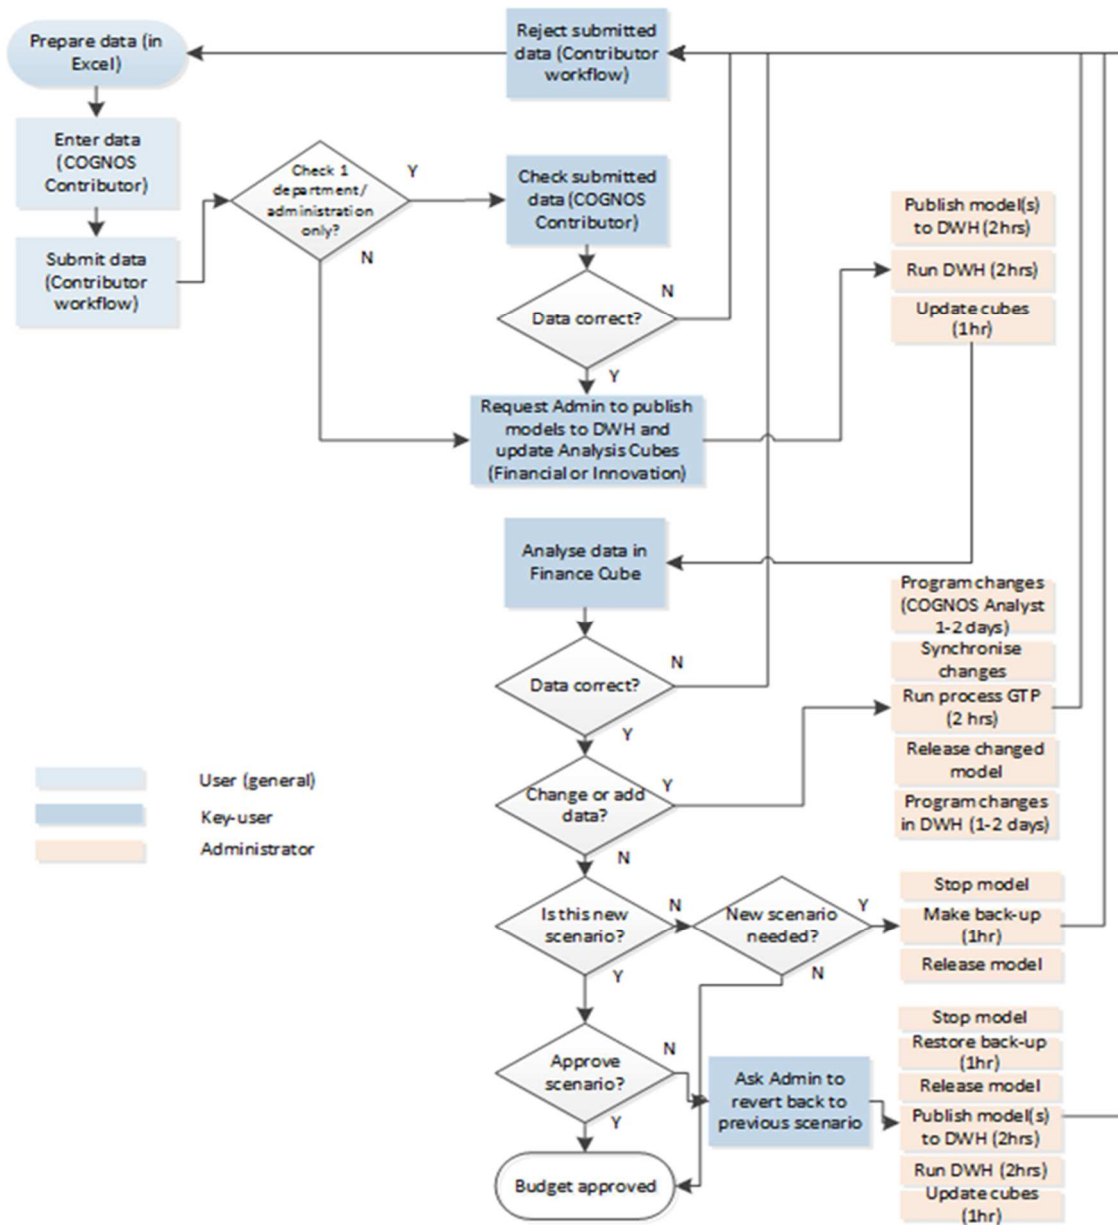 Prepare data (in
Excel)
Reject submitted
data (Contributor
workflow)
Enter data
(COGNOS
Contributor)
Submit data
(Contributor
workflow)
Check 1
department/
administration
only?
Y
N
Check submitted
data (COGNOS
Contributor)
Data correct?
N
Y
Request Admin to publish
models to DWH and
update Analysis Cubes
(Financial or Innovation)
Publish model(s)
to DWH (2hrs)
Run DWH (2hrs)
Update cubes
(1hr)
Analyse data in
Finance Cube
Data correct?
N
Y
Change or add
data?
Y
N
Program changes
(COGNOS Analyst
1-2 days)
Synchronise
changes
Run process GTP
(2 hrs)
Release changed
model
Program changes
in DWH (1-2 days)
User (general)
Key-user
Administrator
Is this new
scenario?
N
Y
New scenario
needed?
Y
N
Stop model
Make back-up
(1hr)
Release model
Approve
scenario?
N
Y
Ask Admin to
revert back to
previous scenario
Stop model
Restore back-up
(1hr)
Release model
Publish model(s)
to DWH (2hrs)
Run DWH (2hrs)
Update cubes
(1hr)
Budget approved